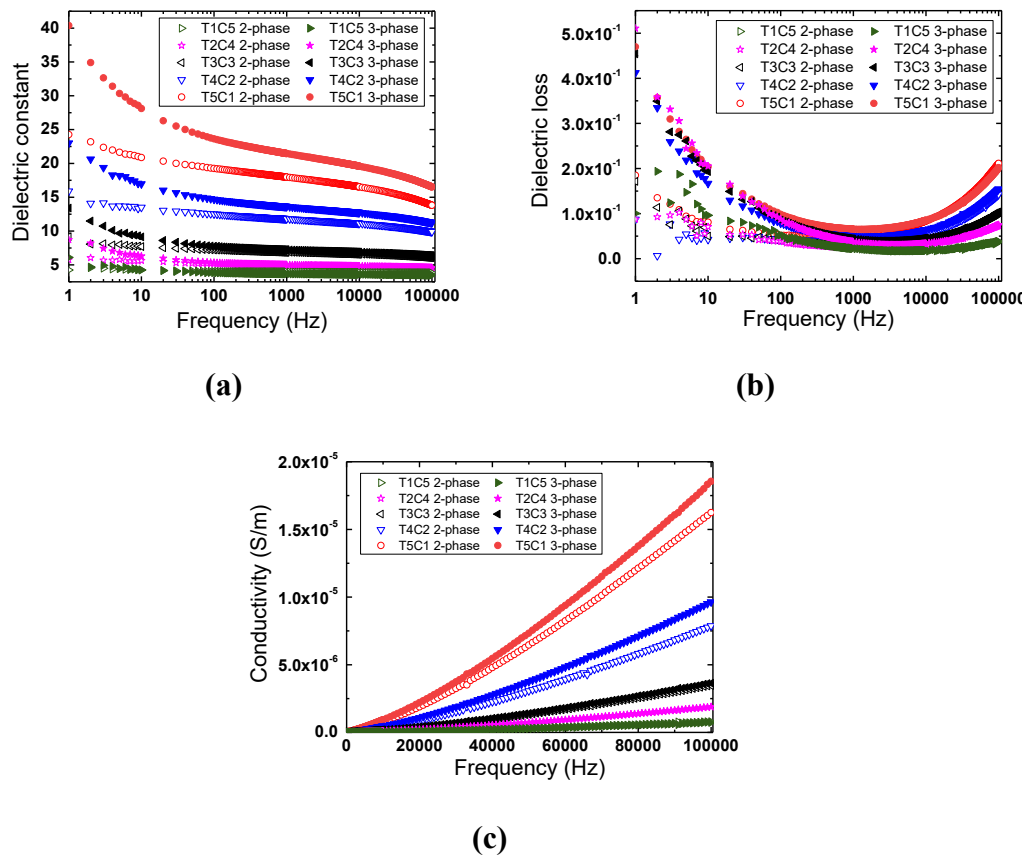 40
35
30
25
20
15
10
5
Dielectric constant
T1C5 2-phase T1C5 3-phase
T2C4 2-phase T2C4 3-phase
T3C3 2-phase T3C3 3-phase
T4C2 2-phase T4C2 3-phase
T5C1 2-phase T5C1 3-phase
1 10 100 1000 10000 100000
Frequency (Hz)
(a)
5.0x10⁻¹
4.0x10⁻¹
3.0x10⁻¹
2.0x10⁻¹
1.0x10⁻¹
0.0
Dielectric loss
T1C5 2-phase T1C5 3-phase
T2C4 2-phase T2C4 3-phase
T3C3 2-phase T3C3 3-phase
T4C2 2-phase T4C2 3-phase
T5C1 2-phase T5C1 3-phase
1 10 100 1000 10000 100000
Frequency (Hz)
(b)
2.0x10⁻⁵
1.5x10⁻⁵
1.0x10⁻⁵
5.0x10⁻⁶
0.0
Conductivity (S/m)
T1C5 2-phase T1C5 3-phase
T2C4 2-phase T2C4 3-phase
T3C3 2-phase T3C3 3-phase
T4C2 2-phase T4C2 3-phase
T5C1 2-phase T5C1 3-phase
0 20000 40000 60000 80000 100000
Frequency (Hz)
(c)